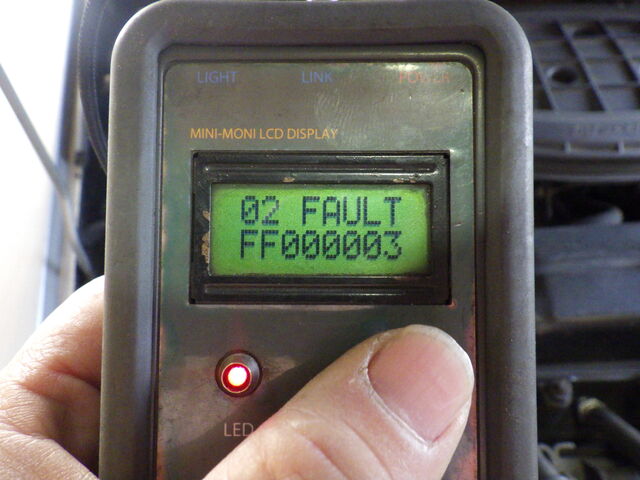 LIGHT LINK POWER
MINI-MONI LCD DISPLAY
02 FAULT
FF000003
LED